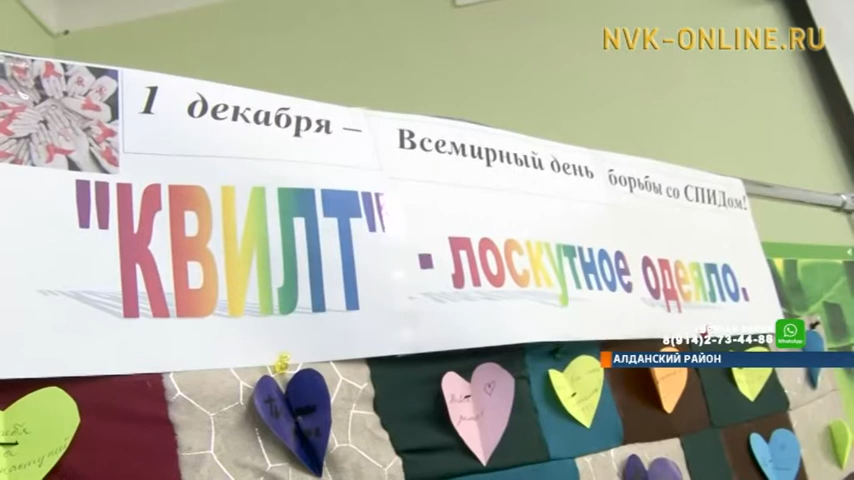 NVK-ONLINE.RU
1 декабря – Всемирный день борьбы со СПИДом!
"КВИЛТ" - лоскутное одеяло.
8(914)2-73-44-88
WhatsApp
АЛДАНСКИЙ РАЙОН